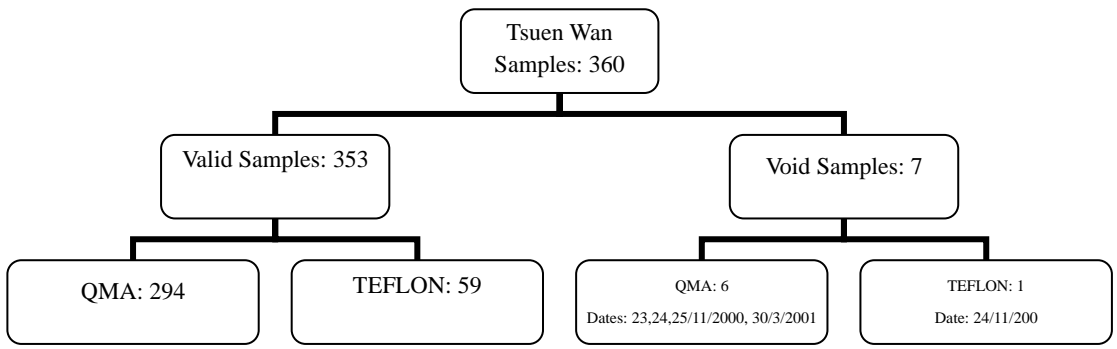 Tsuen Wan
Samples: 360
Valid Samples: 353
Void Samples: 7
QMA: 294
TEFLON: 59
QMA: 6
Dates: 23,24,25/11/2000, 30/3/2001
TEFLON: 1
Date: 24/11/200